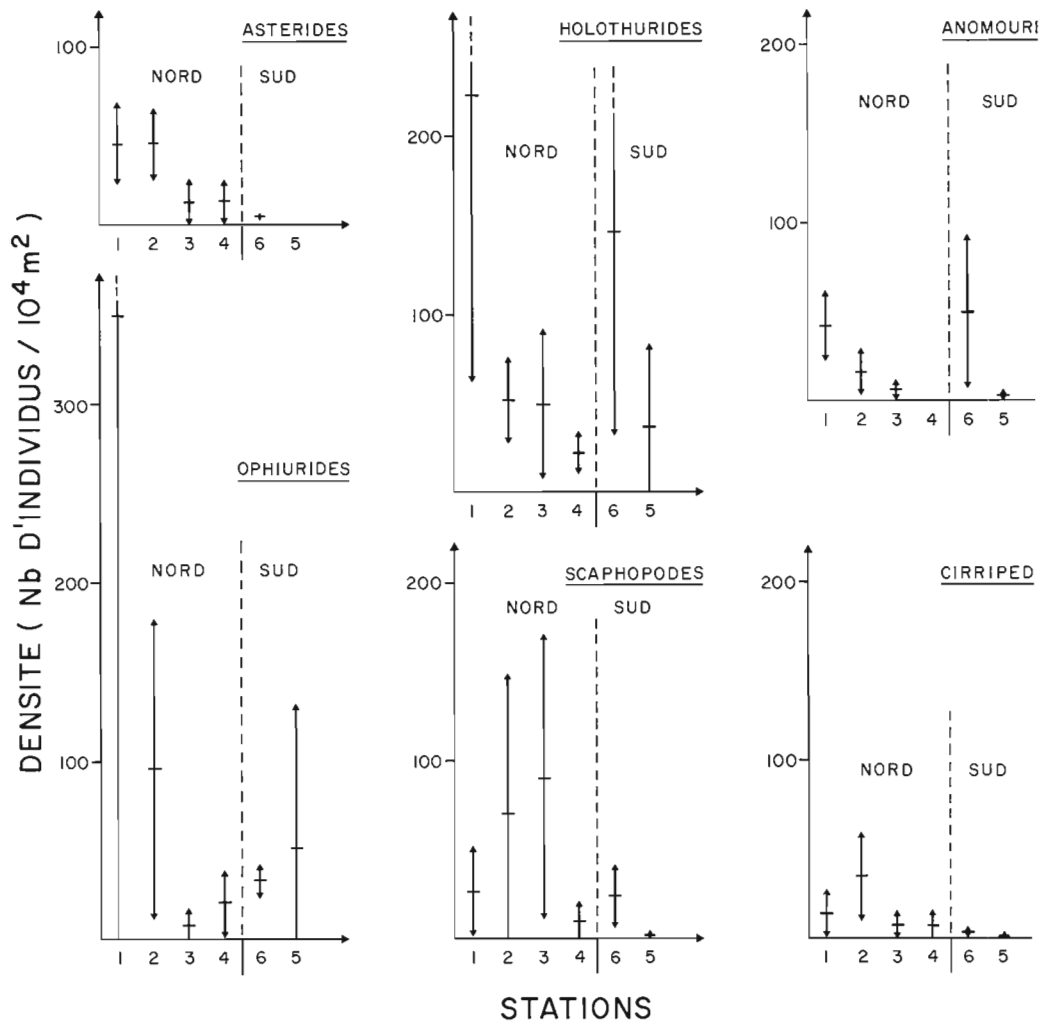 DENSITE ( Nb D'INDIVIDUS / 10⁴m² )
ASTERIDES
100
NORD SUD
1 2 3 4 6 5
OPHIURIDES
300
200
100
NORD SUD
1 2 3 4 6 5
HOLOTHURIDES
200
100
NORD SUD
1 2 3 4 6 5
SCAPHOPODES
200
100
NORD SUD
1 2 3 4 6 5
ANOMOURI
200
100
NORD SUD
1 2 3 4 6 5
CIRRIPED
200
100
NORD SUD
1 2 3 4 6 5
STATIONS